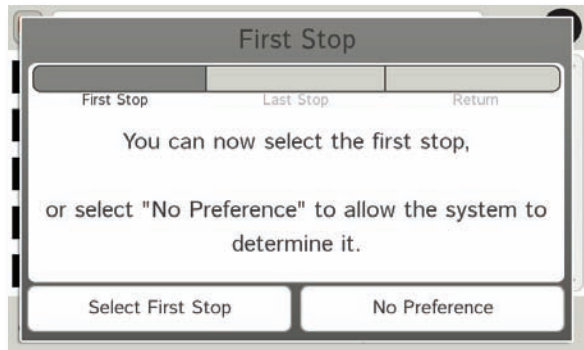 First Stop
First Stop Last Stop Return
You can now select the first stop,
or select "No Preference" to allow the system to
determine it.
Select First Stop No Preference